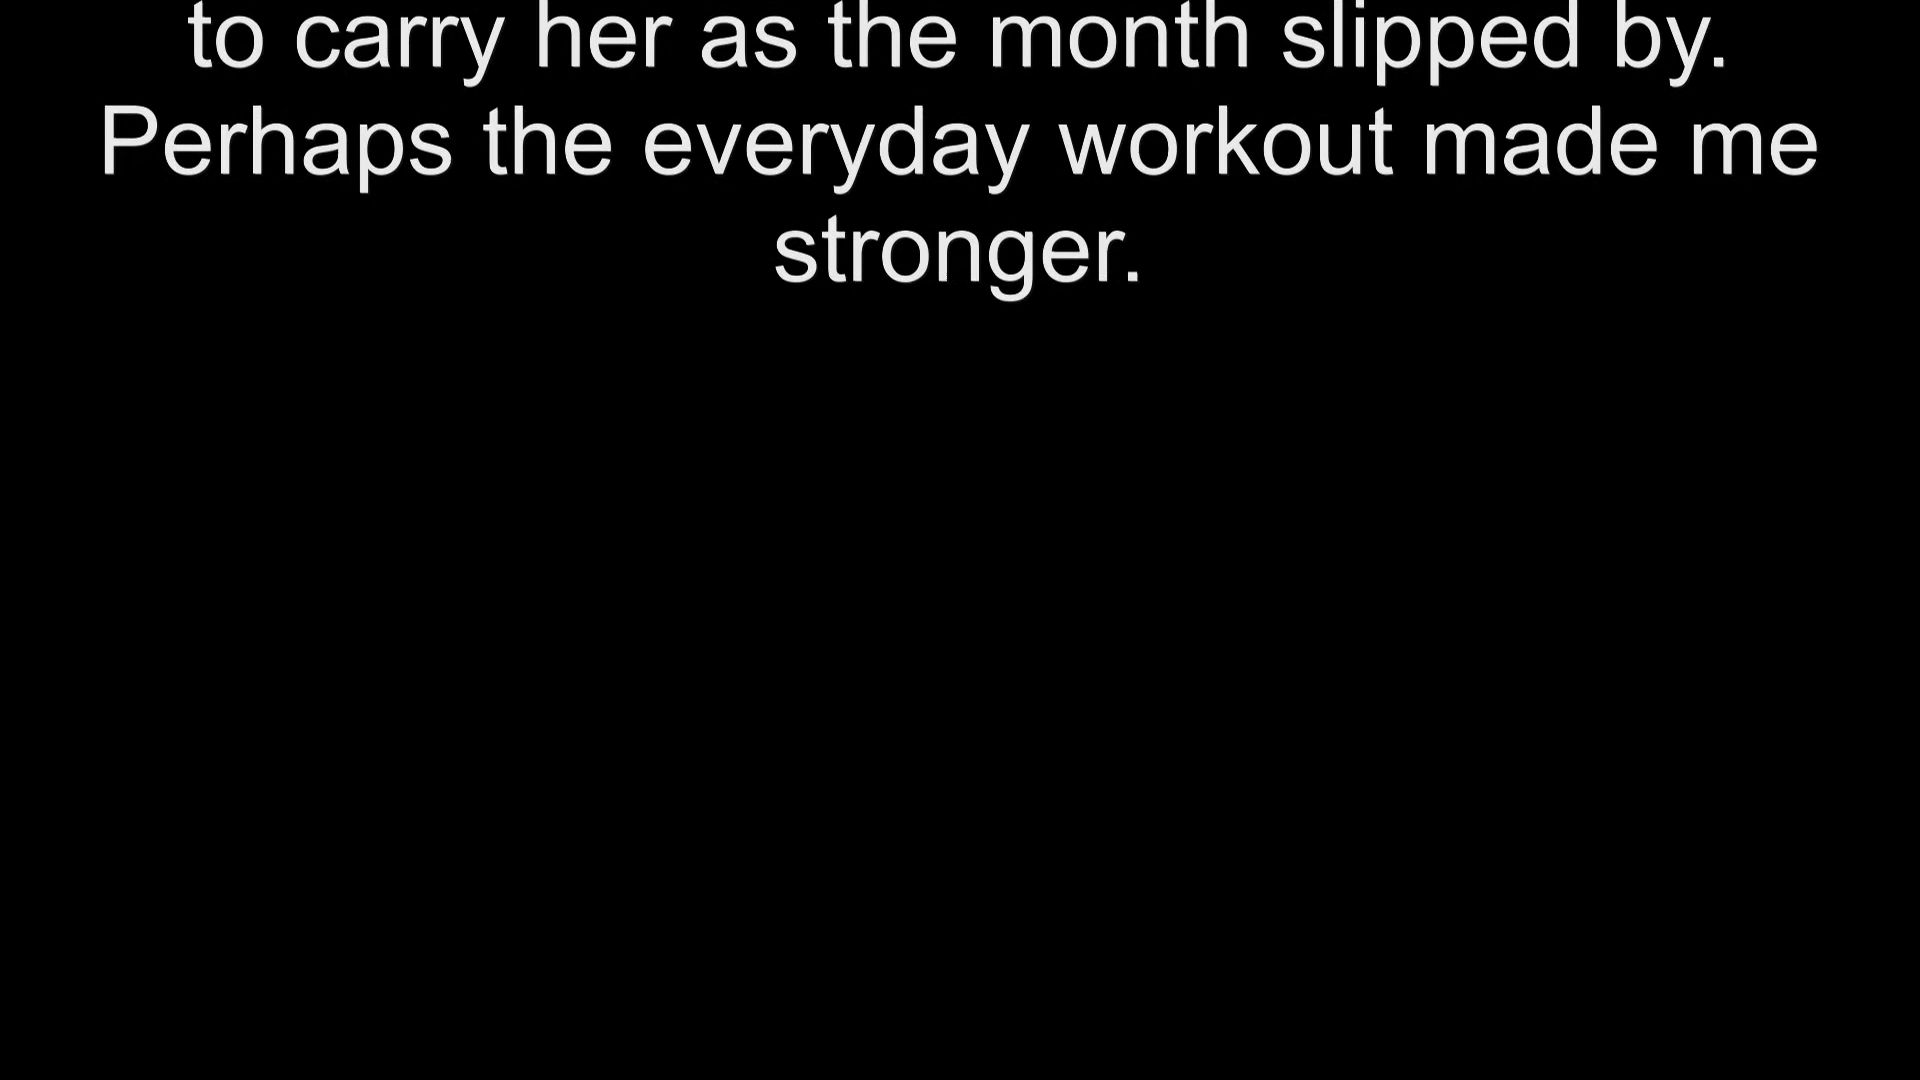 to carry her as the month slipped by.
Perhaps the everyday workout made me
stronger.